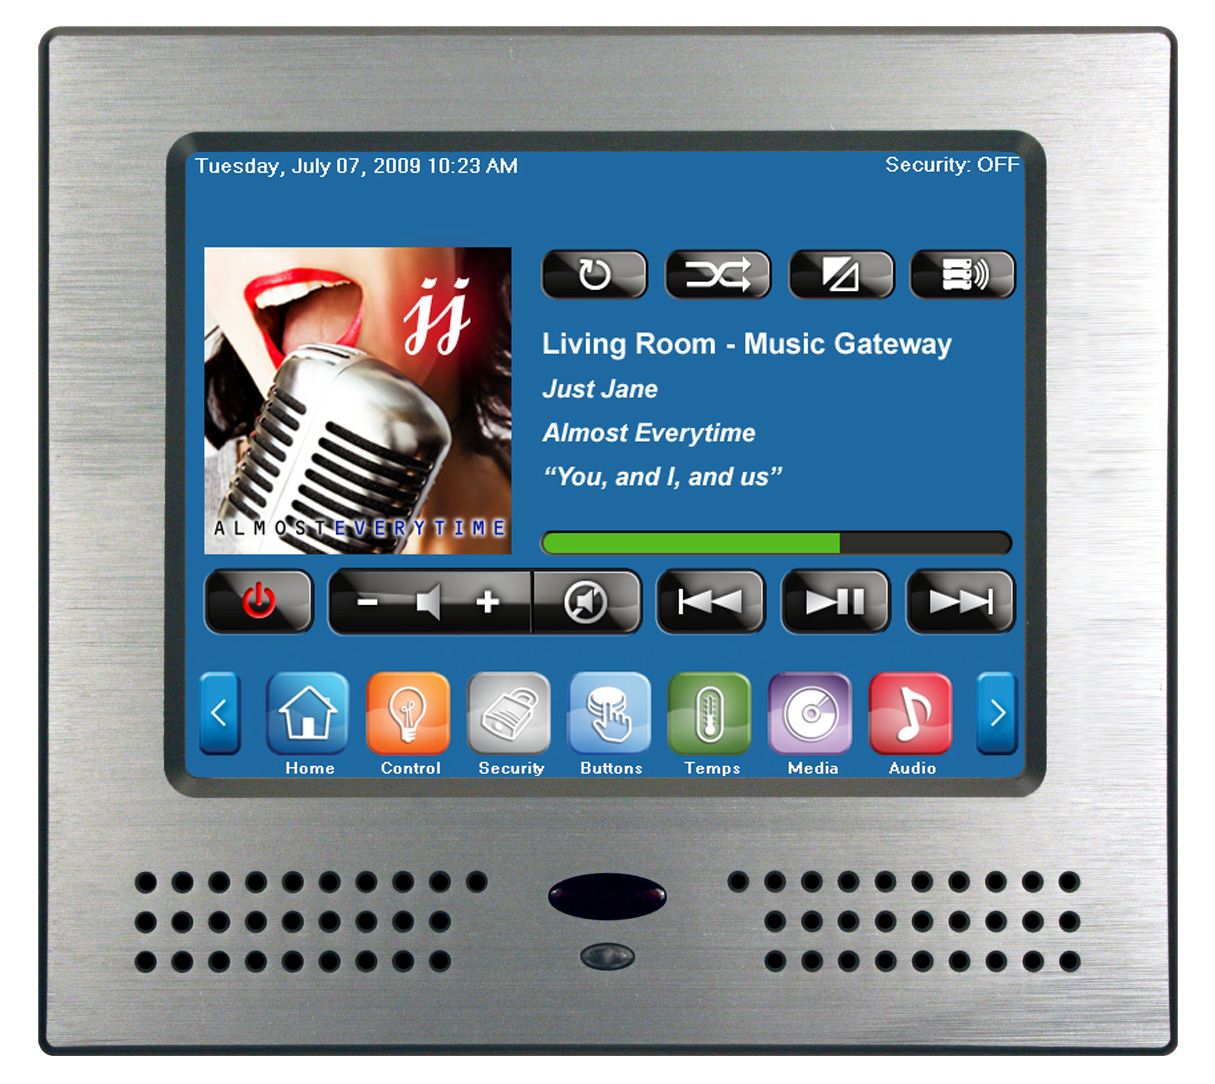 Tuesday, July 07, 2009 10:23 AM
Security: OFF
jj
Living Room - Music Gateway
Just Jane
Almost Everytime
“You, and I, and us”
ALMOSTEVERYTIME
Home
Control
Security
Buttons
Temps
Media
Audio